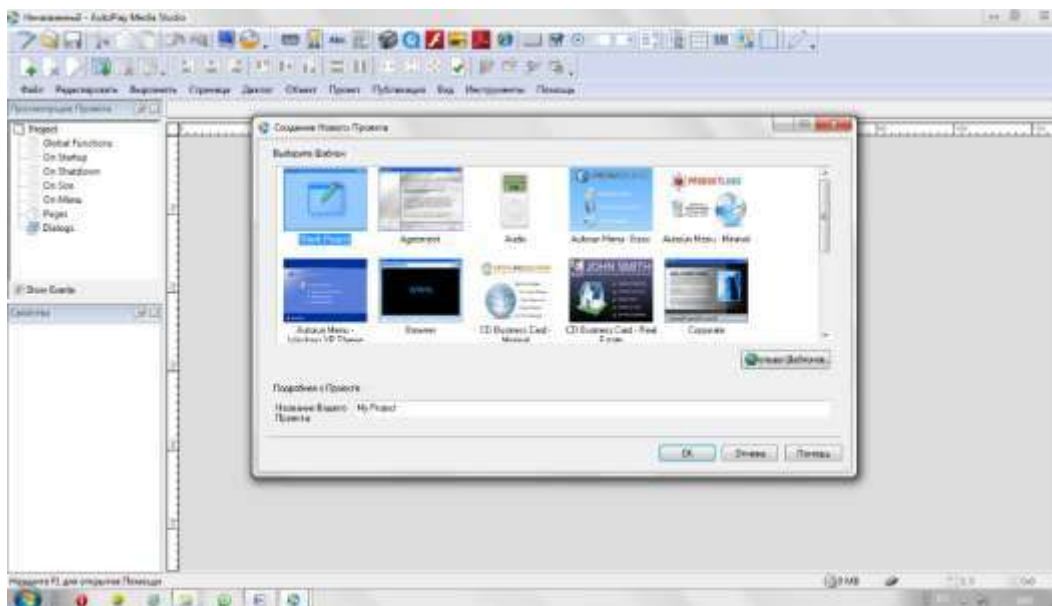 Неназванный - AutoPlay Media Studio
Файл Редактировать Выровнять Страница Диалог Объект Проект Публикация Вид Инструменты Помощь
Просмотрщик Проекта
Project
Global Functions
On Startup
On Shutdown
On Size
On Menu
Pages
Dialogs
Show Events
Свойства
Создание Нового Проекта
Выберите Шаблон
Blank Project
Agreement
Audio
Autorun Menu - Basic
Autorun Menu - Minimal
Autorun Menu -
Windows XP Theme
Browser
CD Business Card -
Minimal
CD Business Card - Real
Estate
Corporate
JOHN SMITH
Больше Шаблонов...
Подробнее о Проекте
Название Вашего
Проекта
My Project
OK
Отмена
Помощь
Нажмите F1 для открытия Помощи
0 MB